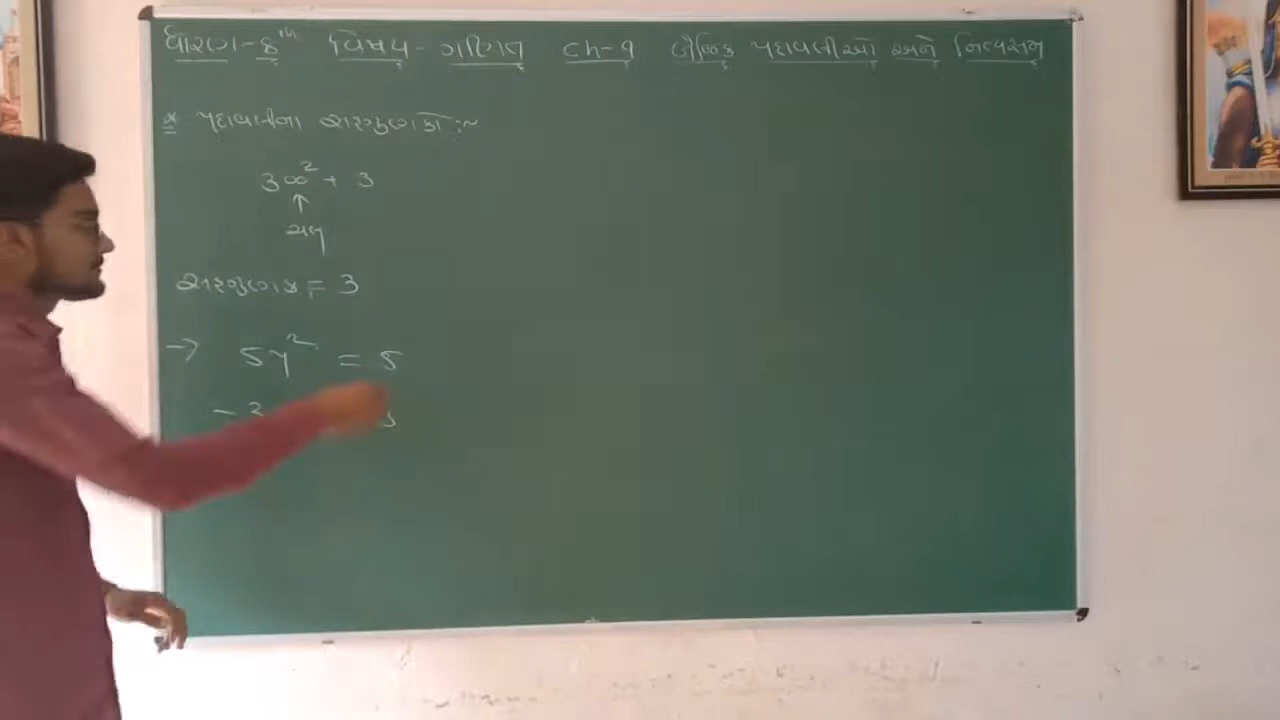 ધોરણ-8th વિષય - ગણિત Ch-9 બૈજિક પદાવલીઓ અને નિત્યસમ
* પદાવલીના સહગુણકો :~
3x² + 3
↑
ચલ
સહગુણક = 3
→ 5y² = 5